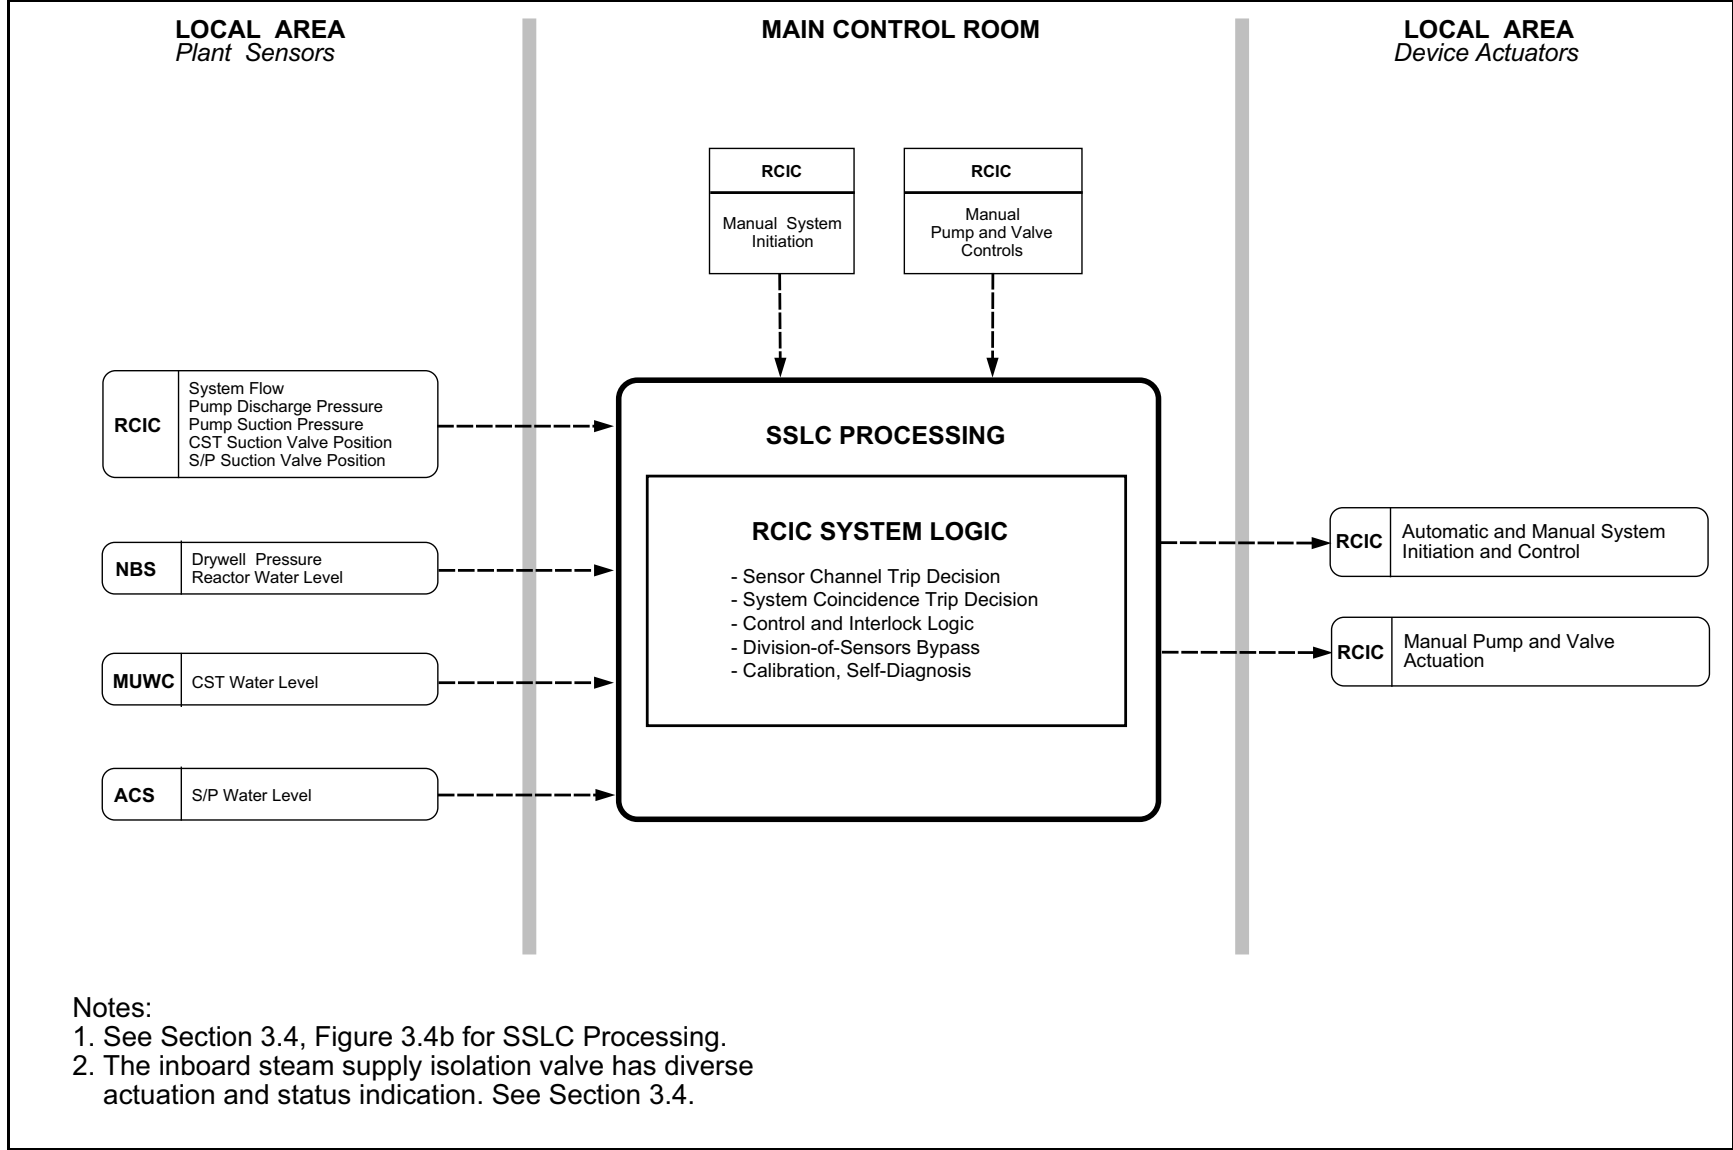 LOCAL AREA
Plant Sensors
MAIN CONTROL ROOM
LOCAL AREA
Device Actuators
RCIC
Manual System
Initiation
RCIC
Manual
Pump and Valve
Controls
RCIC
System Flow
Pump Discharge Pressure
Pump Suction Pressure
CST Suction Valve Position
S/P Suction Valve Position
NBS
Drywell Pressure
Reactor Water Level
MUWC
CST Water Level
ACS
S/P Water Level
SSLC PROCESSING
RCIC SYSTEM LOGIC
- Sensor Channel Trip Decision
- System Coincidence Trip Decision
- Control and Interlock Logic
- Division-of-Sensors Bypass
- Calibration, Self-Diagnosis
RCIC
Automatic and Manual System
Initiation and Control
RCIC
Manual Pump and Valve
Actuation
Notes:
1. See Section 3.4, Figure 3.4b for SSLC Processing.
2. The inboard steam supply isolation valve has diverse
actuation and status indication. See Section 3.4.